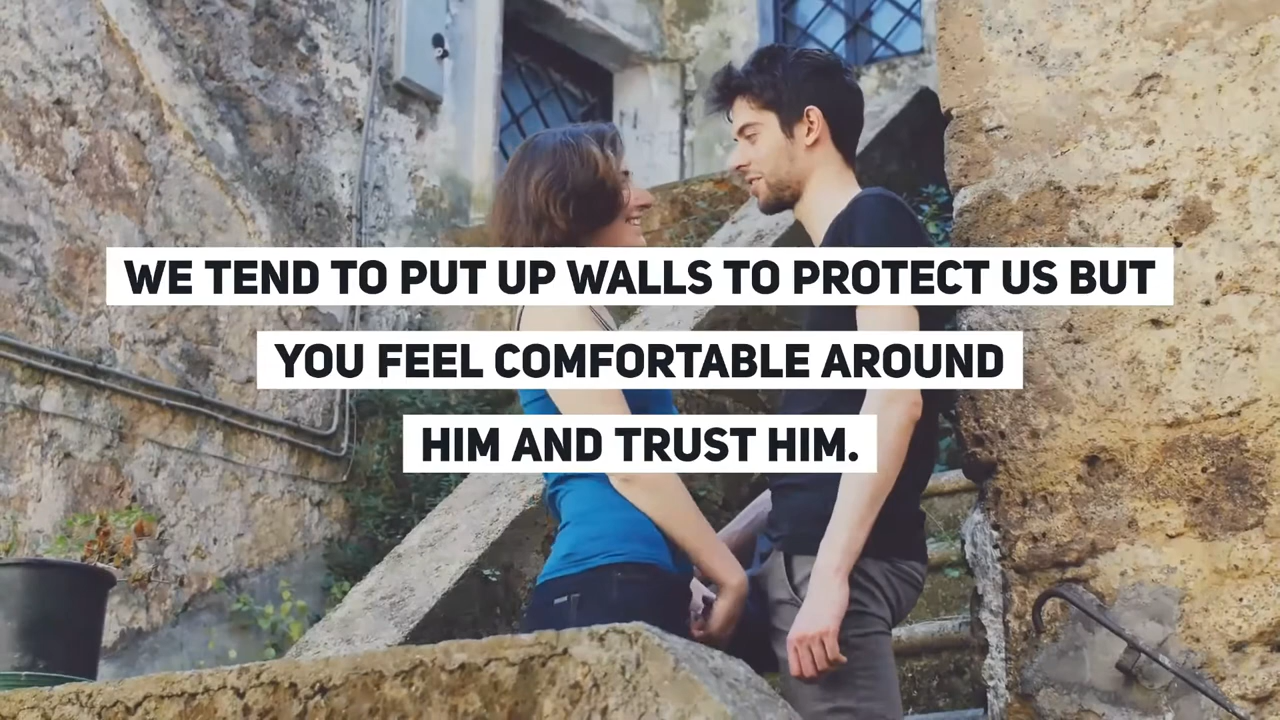 WE TEND TO PUT UP WALLS TO PROTECT US BUT
YOU FEEL COMFORTABLE AROUND
HIM AND TRUST HIM.